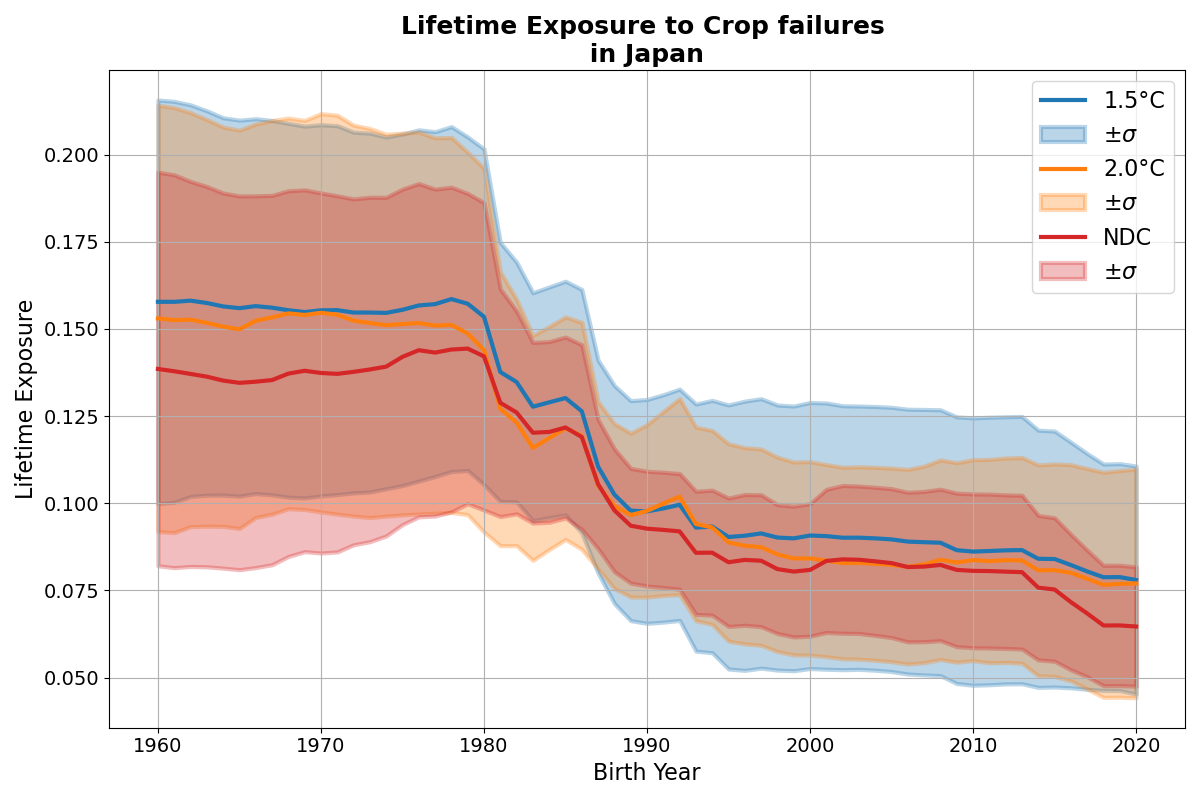 Lifetime Exposure to Crop failures
in Japan
1.5°C
±σ
2.0°C
±σ
NDC
±σ
Lifetime Exposure
0.200
0.175
0.150
0.125
0.100
0.075
0.050
1960 1970 1980 1990 2000 2010 2020
Birth Year